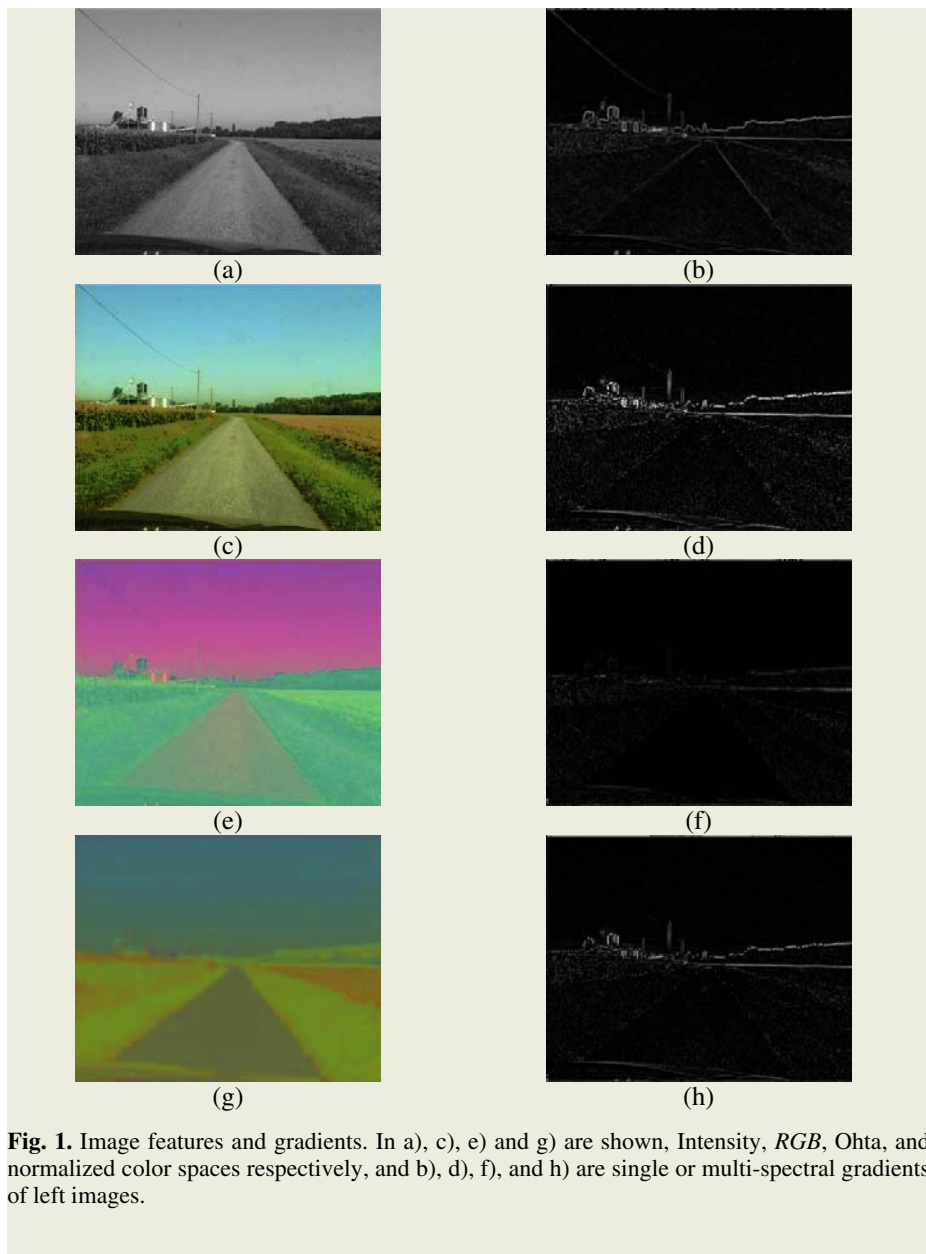 (a)
(b)
(c)
(d)
(e)
(f)
(g)
(h)
Fig. 1. Image features and gradients. In a), c), e) and g) are shown, Intensity, RGB, Ohta, and
normalized color spaces respectively, and b), d), f), and h) are single or multi-spectral gradients
of left images.